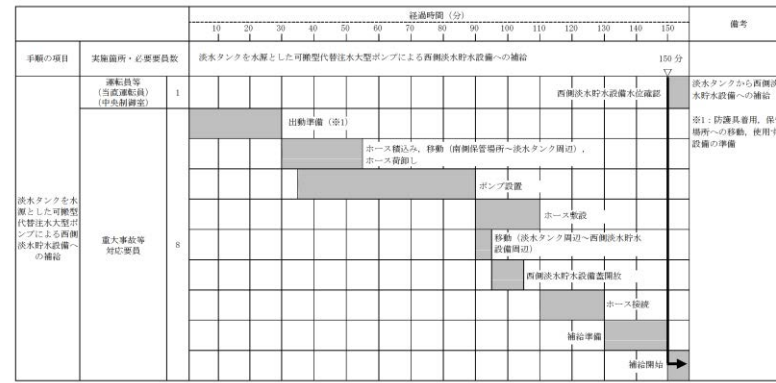 経過時間（分）
備考
10 20 30 40 50 60 70 80 90 100 110 120 130 140 150
手順の項目
実施箇所・必要要員数
淡水タンクを水源とした可搬型代替注水大型ポンプによる西側淡水貯水設備への補給
150 分
運転員等
（当直運転員）
（中央制御室）
1
西側淡水貯水設備水位確認
淡水タンクから西側淡
水貯水設備への補給
※1：防護具着用，保
場所への移動，使用す
設備の準備
淡水タンクを水
源とした可搬型
代替注水大型ポ
ンプによる西側
淡水貯水設備へ
の補給
重大事故等
対応要員
8
出動準備（※1）
ホース積込み，移動（南側保管場所～淡水タンク周辺），
ホース荷卸し
ポンプ設置
ホース敷設
移動（淡水タンク周辺～西側淡水貯水
設備周辺）
西側淡水貯水設備蓋開放
ホース接続
補給準備
補給開始